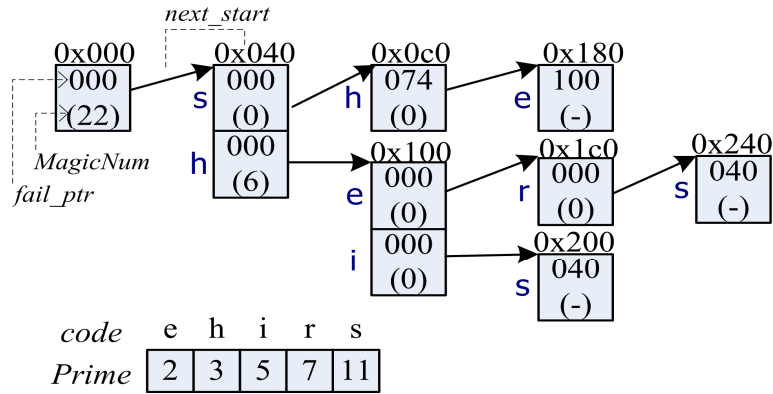 next_start
0x000 0x040 0x0c0 0x180
000 000 074 100
s h e
(22) (0) (0) (-)
MagicNum
fail_ptr
h 000 (6)
0x100 0x1c0 0x240
e 000 (0)
r 000 (0)
s 040 (-)
0x200
i 000 (0)
s 040 (-)
code e h i r s
Prime 2 3 5 7 11